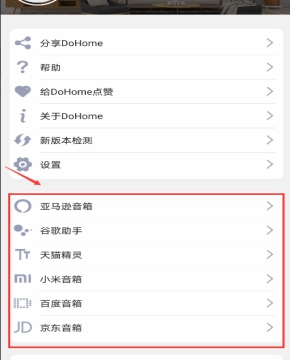 分享DoHome
帮助
给DoHome点赞
关于DoHome
新版本检测
设置
亚马逊音箱
谷歌助手
天猫精灵
小米音箱
百度音箱
JD 京东音箱